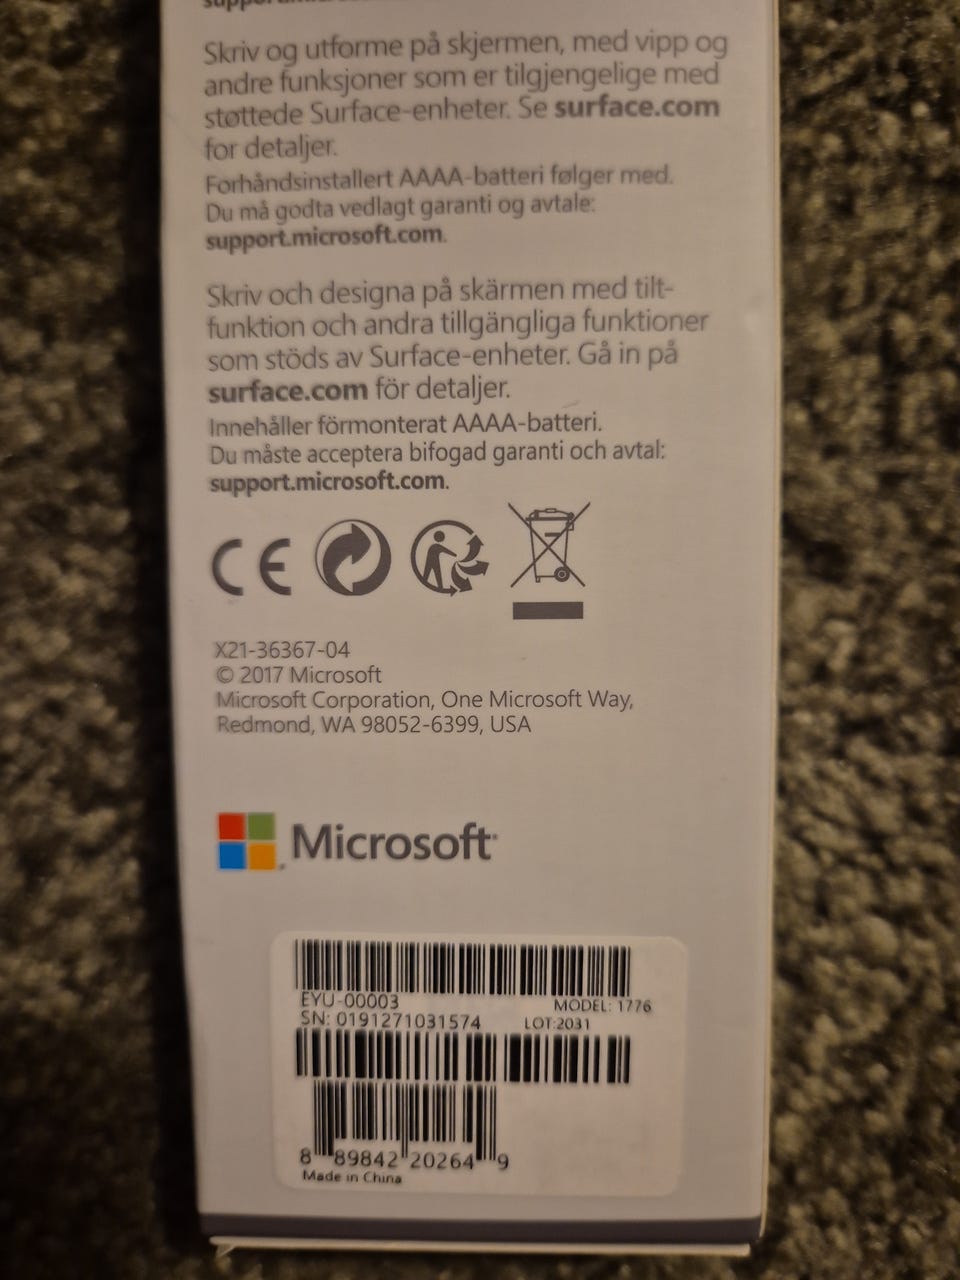 Skriv og utforme på skjermen, med vipp og
andre funksjoner som er tilgjengelige med
støttede Surface-enheter. Se surface.com
for detaljer.
Forhåndsinstallert AAAA-batteri følger med.
Du må godta vedlagt garanti og avtale:
support.microsoft.com.
Skriv och designa på skärmen med tilt-
funktion och andra tillgängliga funktioner
som stöds av Surface-enheter. Gå in på
surface.com för detaljer.
Innehåller förmonterat AAAA-batteri.
Du måste acceptera bifogad garanti och avtal:
support.microsoft.com.
CE
X21-36367-04
© 2017 Microsoft
Microsoft Corporation, One Microsoft Way,
Redmond, WA 98052-6399, USA
Microsoft
EYU-00003 MODEL: 1776
SN: 0191271031574 LOT:2031
8 89842 20264 9
Made in China